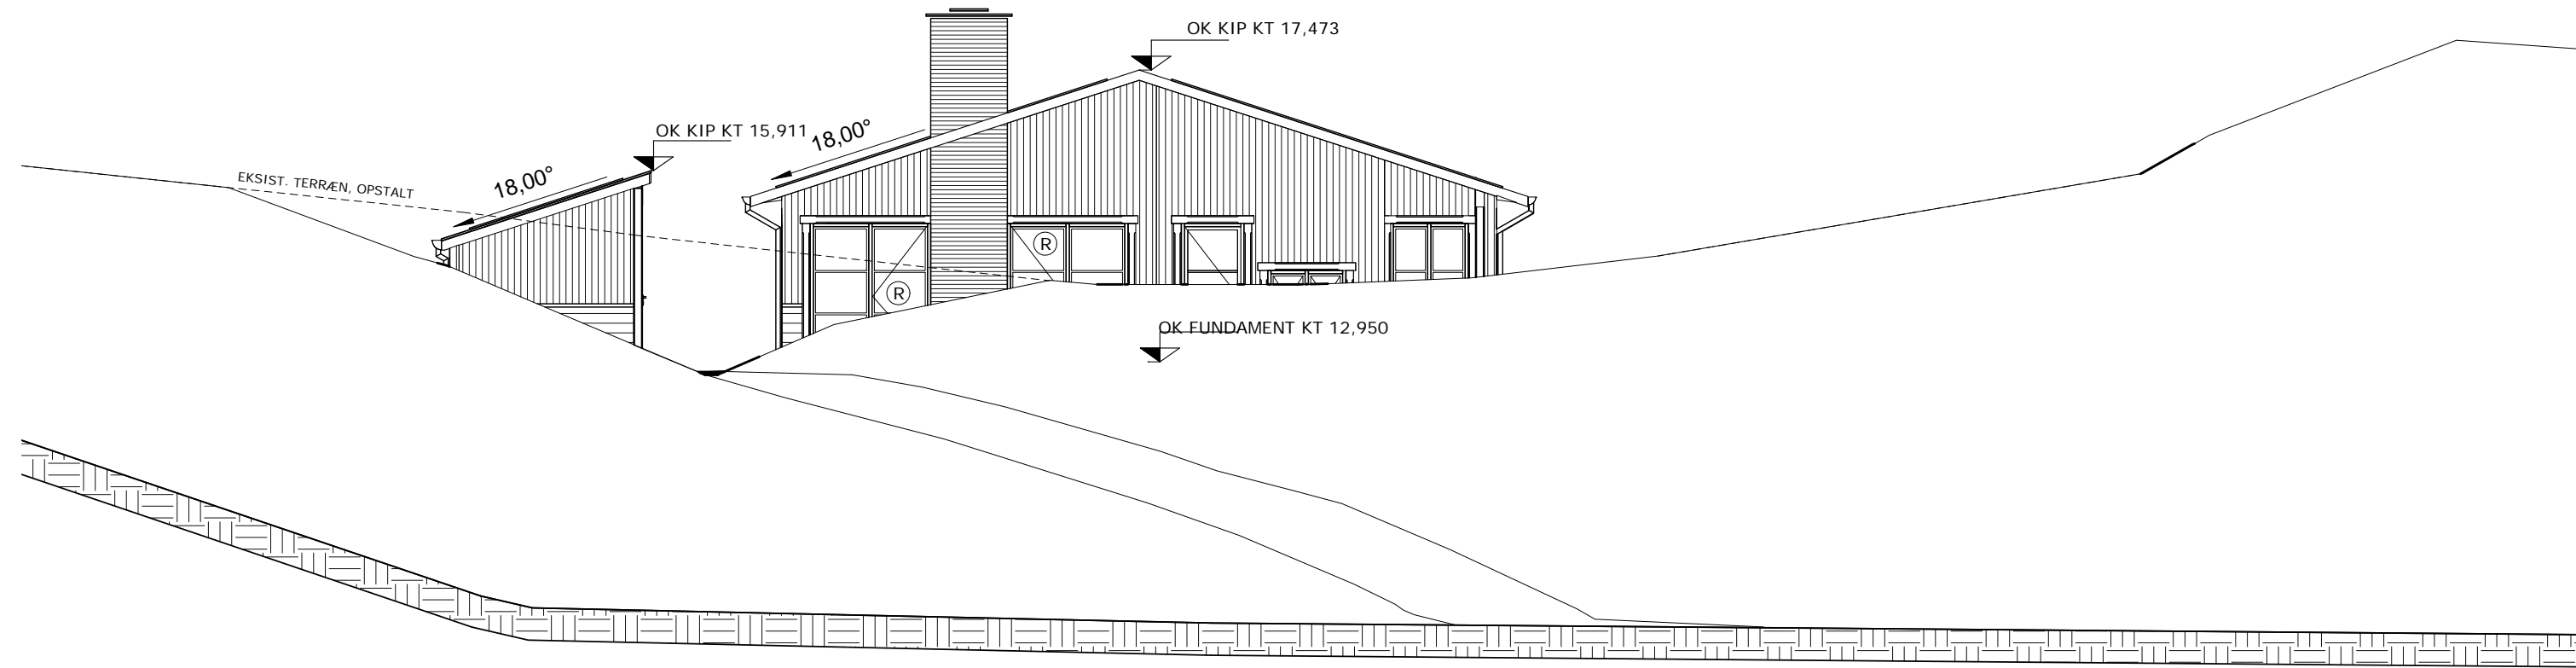 OK KIP KT 17,473
OK KIP KT 15,911
18,00°
18,00°
EKSIST. TERRÆN, OPSTALT
R
R
OK FUNDAMENT KT 12,950